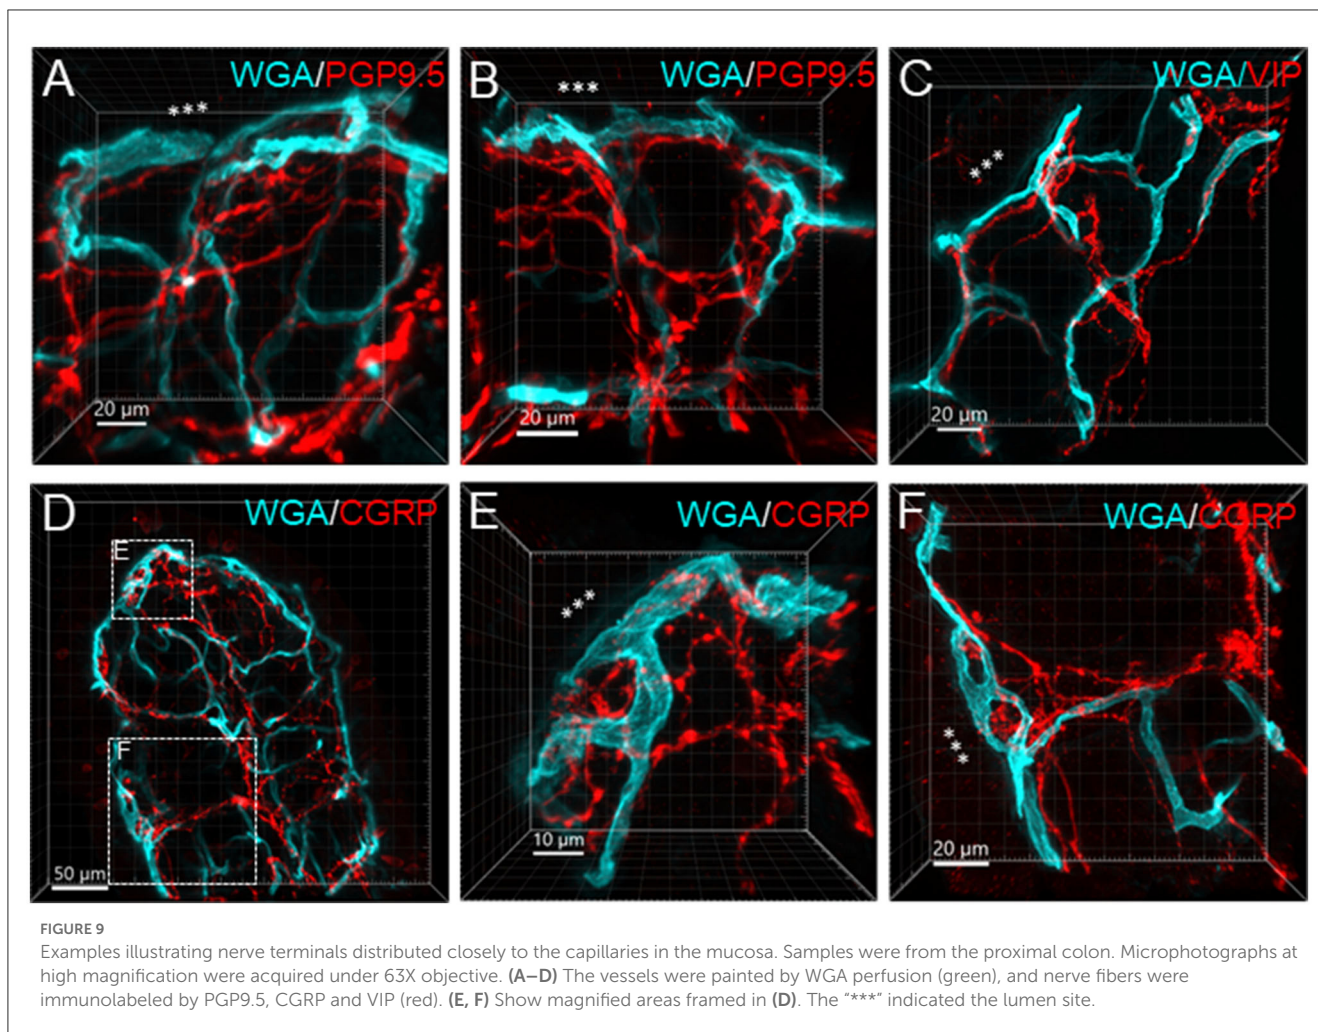 A
WGA/PGP9.5
***
20 µm
B
WGA/PGP9.5
***
20 µm
C
WGA/VIP
***
20 µm
D
WGA/CGRP
E
F
50 µm
E
WGA/CGRP
***
10 µm
F
WGA/CGRP
***
20 µm
FIGURE 9
Examples illustrating nerve terminals distributed closely to the capillaries in the mucosa. Samples were from the proximal colon. Microphotographs at
high magnification were acquired under 63X objective. (A–D) The vessels were painted by WGA perfusion (green), and nerve fibers were
immunolabeled by PGP9.5, CGRP and VIP (red). (E, F) Show magnified areas framed in (D). The "***" indicated the lumen site.